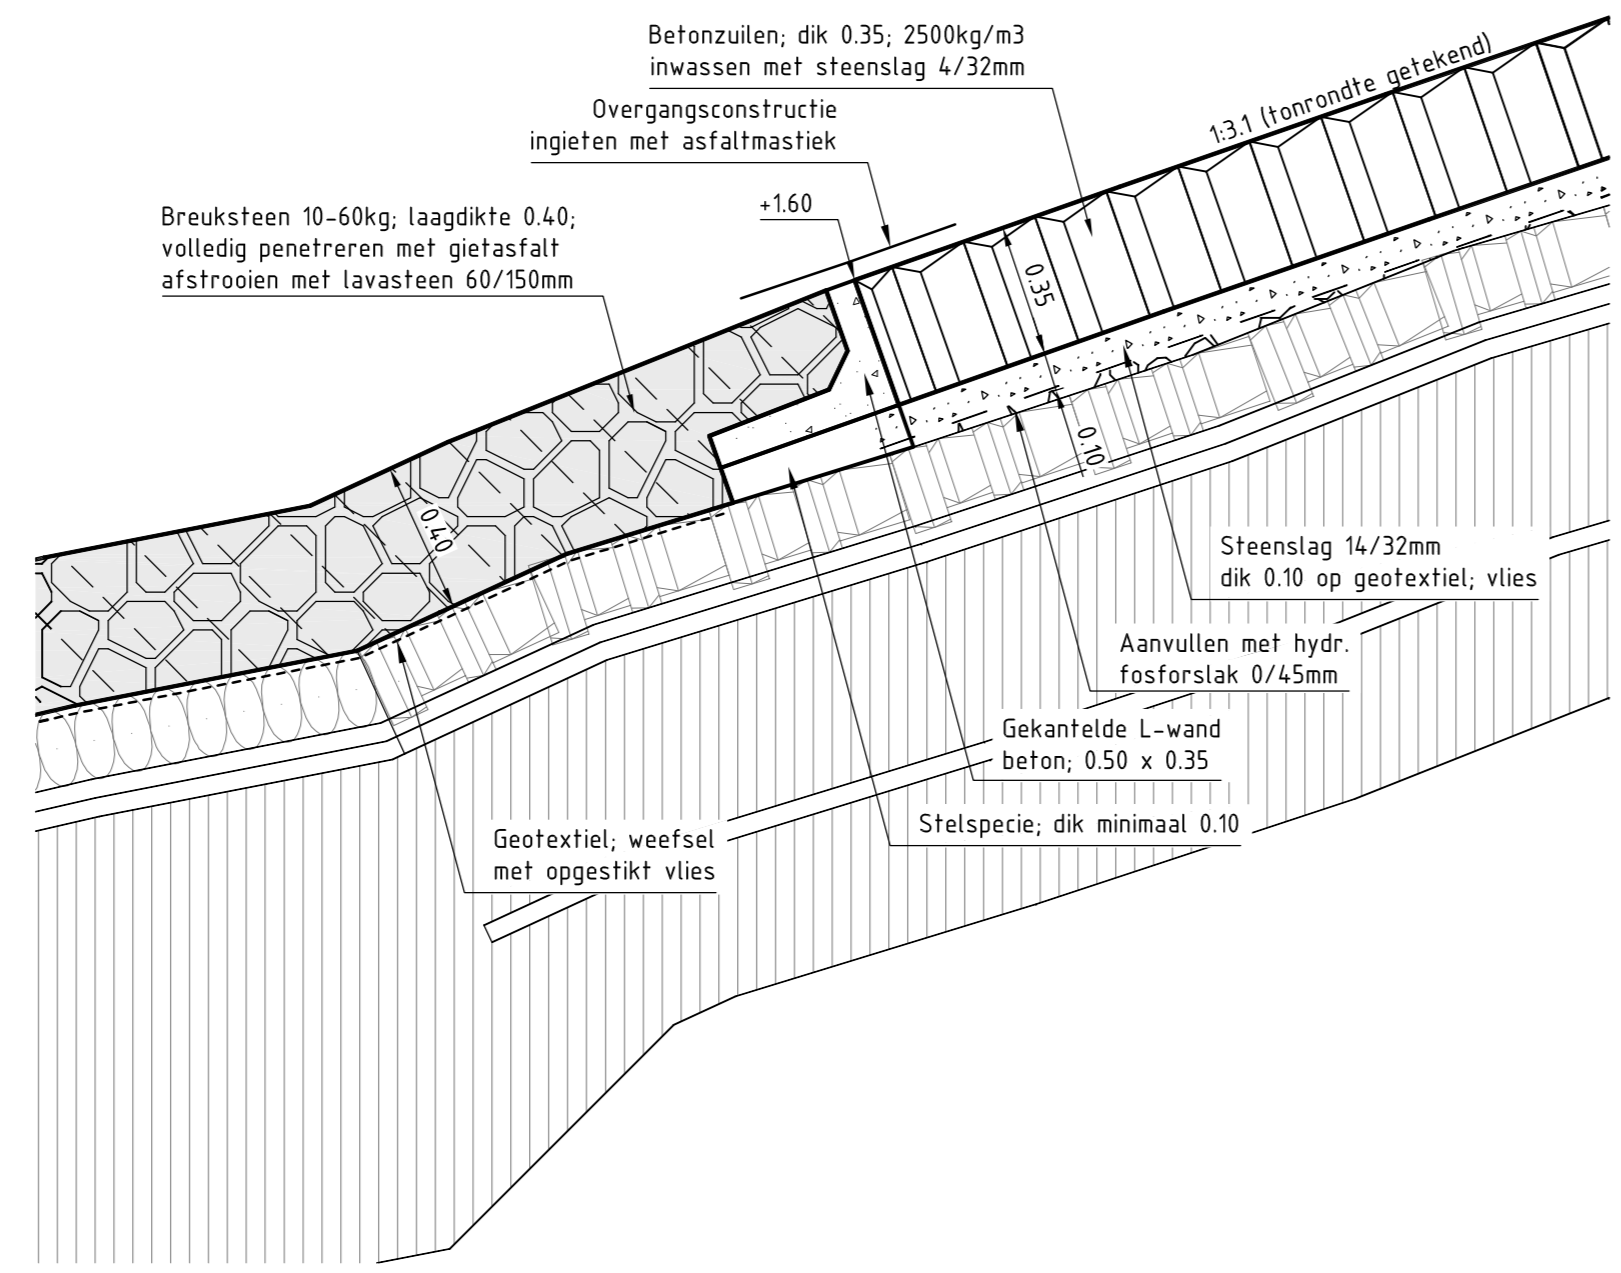 Betonzuilen; dik 0.35; 2500kg/m3
inwassen met steenslag 4/32mm
Overgangsconstructie
ingieten met asfaltmastiek
1:3.1 (tonrondte getekend)
+1.60
Breuksteen 10-60kg; laagdikte 0.40;
volledig penetreren met gietasfalt
afstrooien met lavasteen 60/150mm
0.35
0.10
0.40
Steenslag 14/32mm
dik 0.10 op geotextiel; vlies
Aanvullen met hydr.
fosforslak 0/45mm
Gekantelde L-wand
beton; 0.50 x 0.35
Stelspecie; dik minimaal 0.10
Geotextiel; weefsel
met opgestikt vlies